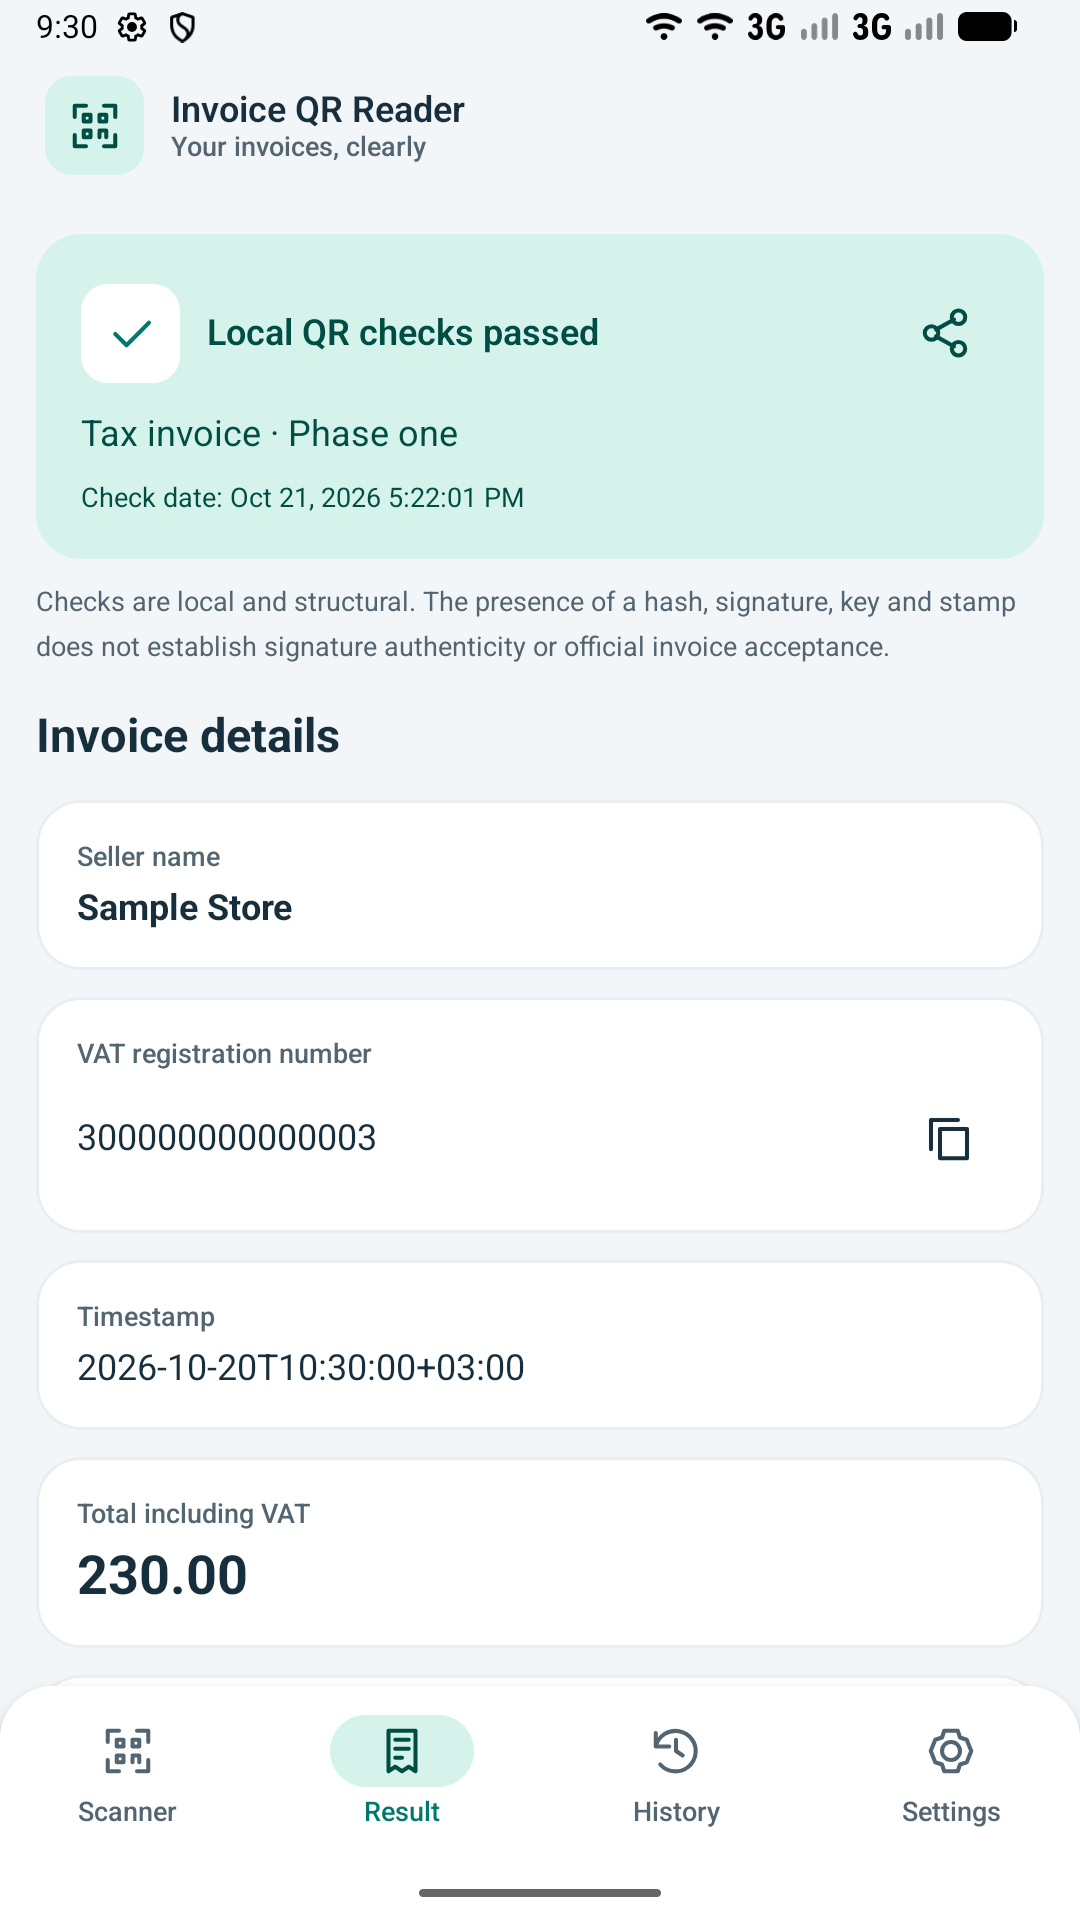 9:30
3G 3G
Invoice QR Reader
Your invoices, clearly
Local QR checks passed
Tax invoice · Phase one
Check date: Oct 21, 2026 5:22:01 PM
Checks are local and structural. The presence of a hash, signature, key and stamp
does not establish signature authenticity or official invoice acceptance.
Invoice details
Seller name
Sample Store
VAT registration number
300000000000003
Timestamp
2026-10-20T10:30:00+03:00
Total including VAT
230.00
Scanner
Result
History
Settings